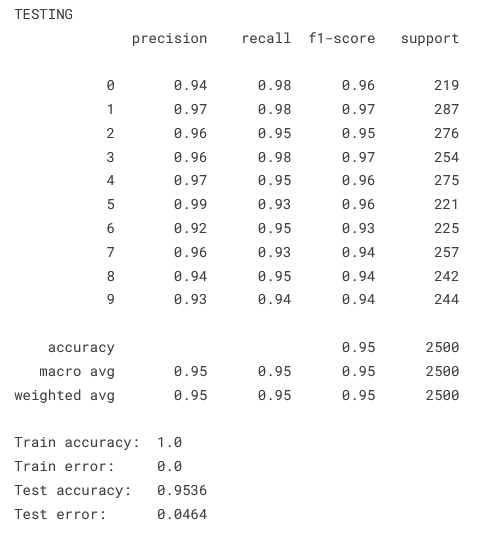 TESTING
precision recall f1-score support
0 0.94 0.98 0.96 219
1 0.97 0.98 0.97 287
2 0.96 0.95 0.95 276
3 0.96 0.98 0.97 254
4 0.97 0.95 0.96 275
5 0.99 0.93 0.96 221
6 0.92 0.95 0.93 225
7 0.96 0.93 0.94 257
8 0.94 0.95 0.94 242
9 0.93 0.94 0.94 244
accuracy 0.95 2500
macro avg 0.95 0.95 0.95 2500
weighted avg 0.95 0.95 0.95 2500
Train accuracy: 1.0
Train error: 0.0
Test accuracy: 0.9536
Test error: 0.0464